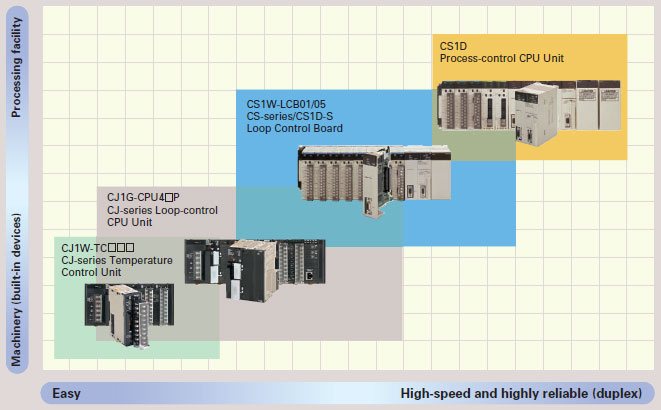 Processing facility
Machinery (built-in devices)
CS1D
Process-control CPU Unit
CS1W-LCB01/05
CS-series/CS1D-S
Loop Control Board
CJ1G-CPU4□P
CJ-series Loop-control
CPU Unit
CJ1W-TC□□□
CJ-series Temperature
Control Unit
Easy
High-speed and highly reliable (duplex)